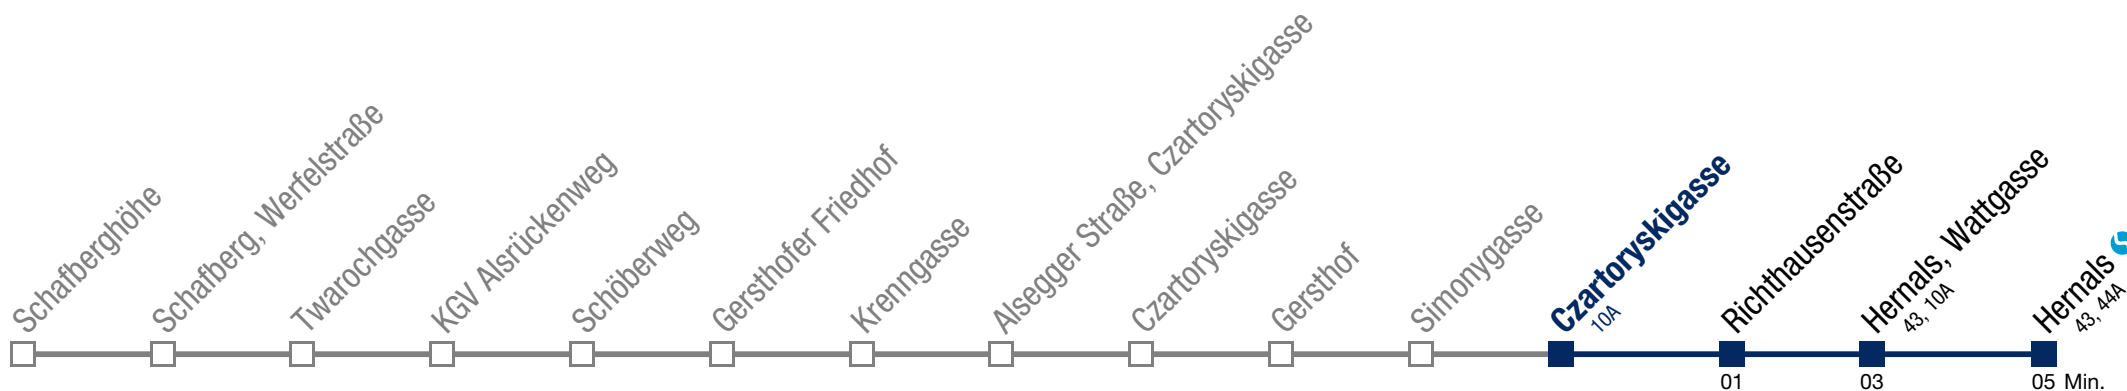 Schafberghöhe
Schafberg, Werfelstraße
Twarochgasse
KGV Alsrückenweg
Schöberweg
Gersthofer Friedhof
Krenngasse
Alsegger Straße, Czartoryskigasse
Czartoryskigasse
Gersthof
Simonygasse
Czartoryskigasse
10A
Richthausenstraße
Hernals, Wattgasse
43, 10A
Hernals
43, 44A
01
03
05 Min.